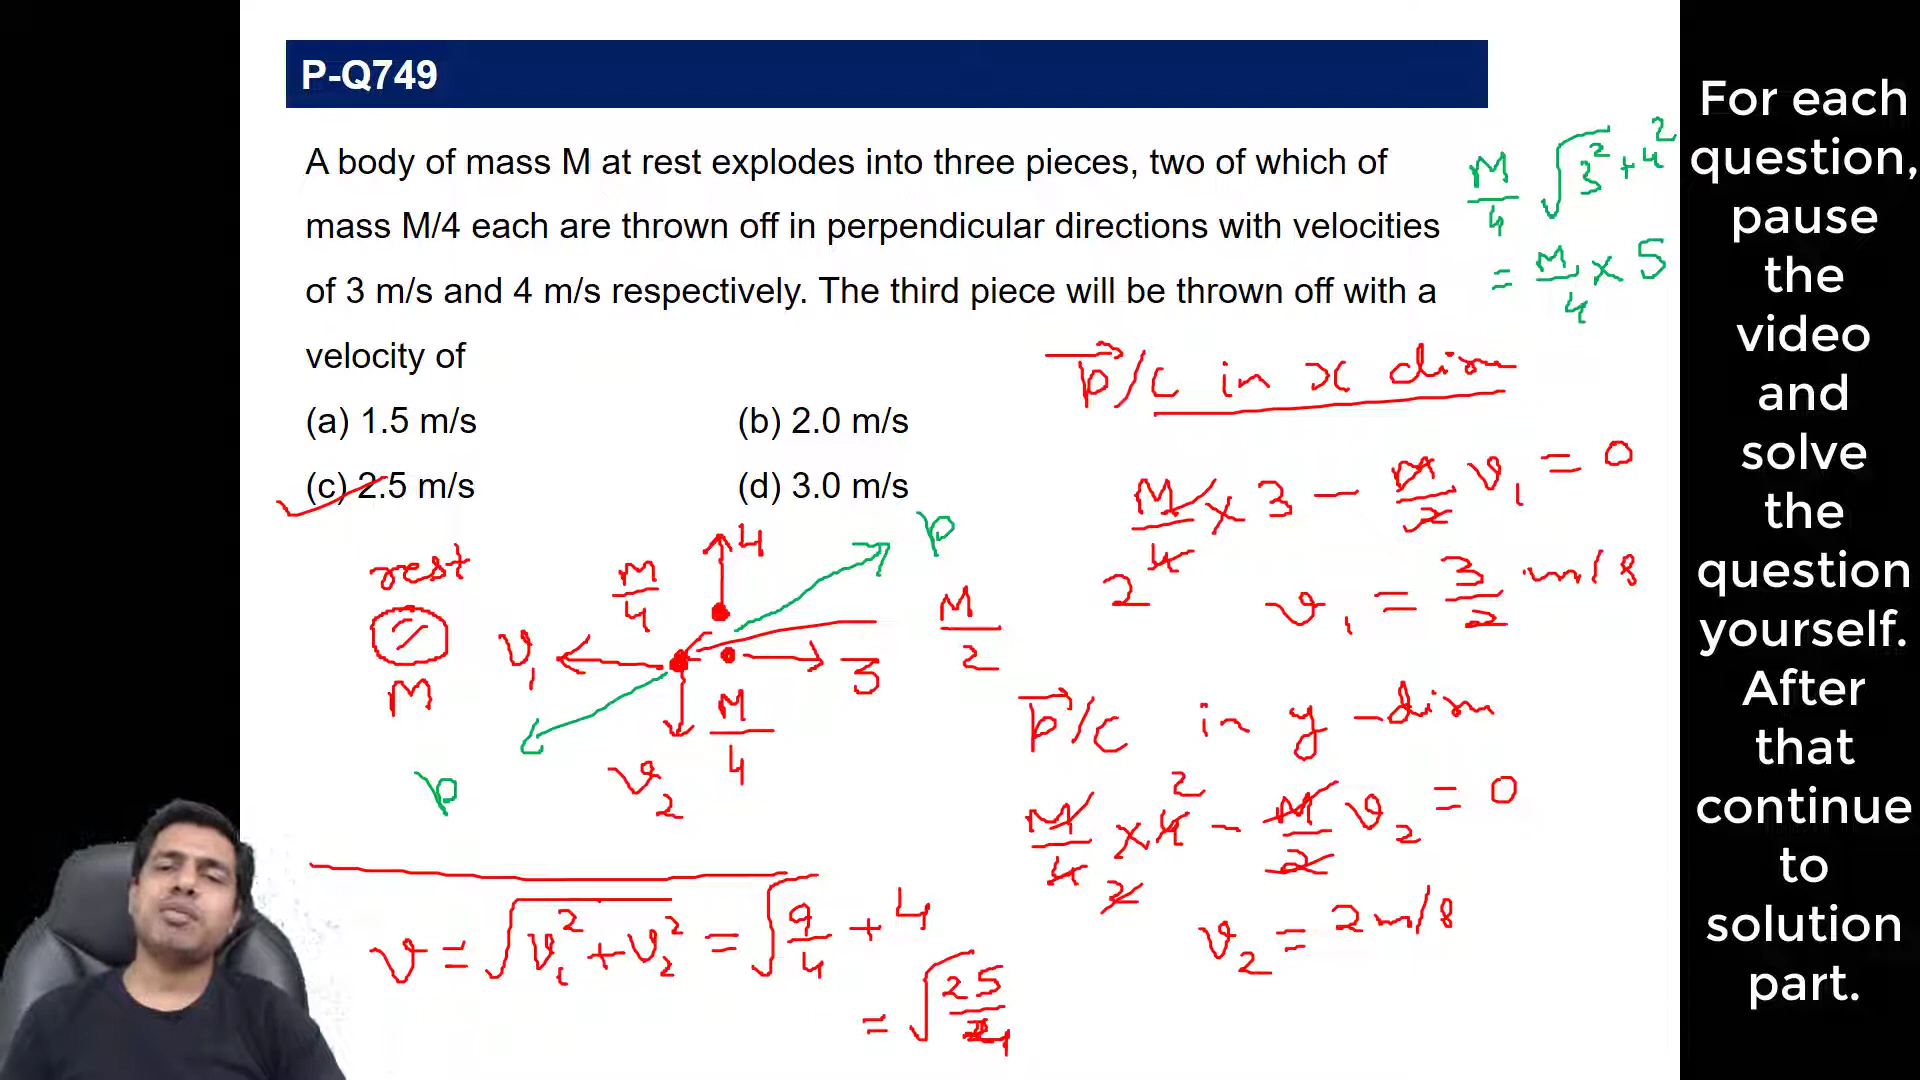 P-Q749
A body of mass M at rest explodes into three pieces, two of which of
mass M/4 each are thrown off in perpendicular directions with velocities
of 3 m/s and 4 m/s respectively. The third piece will be thrown off with a
velocity of
(a) 1.5 m/s (b) 2.0 m/s
(c) 2.5 m/s (d) 3.0 m/s
M/4 √3² + 4²
= M/4 × 5
p⃗/c in x dirn
M/4 × 3 − M/2 v₁ = 0
2
v₁ = 3/2 m/s
p⃗/c in y-dirn
M/4 × 4 − M/2 v₂ = 0
2
2
v₂ = 2 m/s
rest
M
M/4
4
p
M/2
v₁
3
M/4
v₂
p
v = √v₁² + v₂² = √9/4 + 4
= √25/4
For each
question,
pause
the
video
and
solve
the
question
yourself.
After
that
continue
to
solution
part.